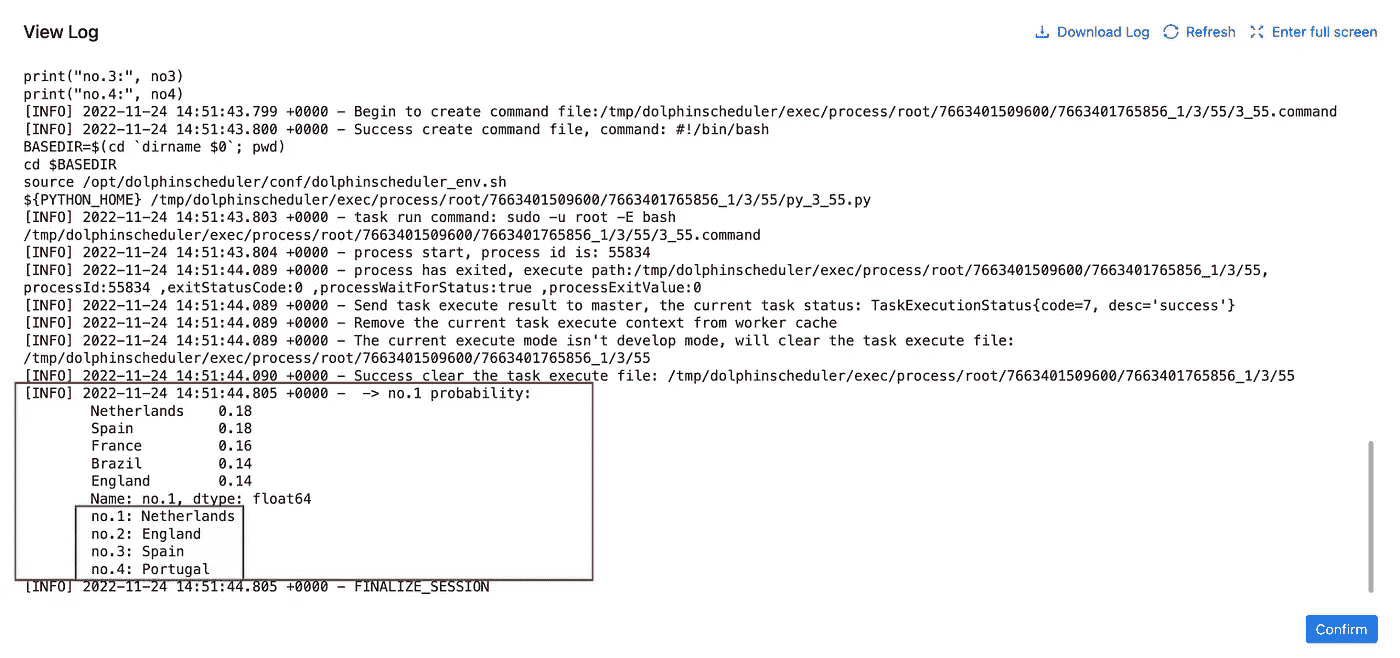 View Log
Download Log Refresh Enter full screen
print("no.3:", no3)
print("no.4:", no4)
[INFO] 2022-11-24 14:51:43.799 +0000 - Begin to create command file:/tmp/dolphinscheduler/exec/process/root/7663401509600/7663401765856_1/3/55/3_55.command
[INFO] 2022-11-24 14:51:43.800 +0000 - Success create command file, command: #!/bin/bash
BASEDIR=$(cd `dirname $0`; pwd)
cd $BASEDIR
source /opt/dolphinscheduler/conf/dolphinscheduler_env.sh
${PYTHON_HOME} /tmp/dolphinscheduler/exec/process/root/7663401509600/7663401765856_1/3/55/py_3_55.py
[INFO] 2022-11-24 14:51:43.803 +0000 - task run command: sudo -u root -E bash
/tmp/dolphinscheduler/exec/process/root/7663401509600/7663401765856_1/3/55/3_55.command
[INFO] 2022-11-24 14:51:43.804 +0000 - process start, process id is: 55834
[INFO] 2022-11-24 14:51:44.089 +0000 - process has exited, execute path:/tmp/dolphinscheduler/exec/process/root/7663401509600/7663401765856_1/3/55,
processId:55834 ,exitStatusCode:0 ,processWaitForStatus:true ,processExitValue:0
[INFO] 2022-11-24 14:51:44.089 +0000 - Send task execute result to master, the current task status: TaskExecutionStatus{code=7, desc='success'}
[INFO] 2022-11-24 14:51:44.089 +0000 - Remove the current task execute context from worker cache
[INFO] 2022-11-24 14:51:44.089 +0000 - The current execute mode isn't develop mode, will clear the task execute file:
/tmp/dolphinscheduler/exec/process/root/7663401509600/7663401765856_1/3/55
[INFO] 2022-11-24 14:51:44.090 +0000 - Success clear the task execute file: /tmp/dolphinscheduler/exec/process/root/7663401509600/7663401765856_1/3/55
[INFO] 2022-11-24 14:51:44.805 +0000 -  -> no.1 probability:
Netherlands    0.18
Spain          0.18
France         0.16
Brazil         0.14
England        0.14
Name: no.1, dtype: float64
no.1: Netherlands
no.2: England
no.3: Spain
no.4: Portugal
[INFO] 2022-11-24 14:51:44.805 +0000 - FINALIZE_SESSION
Confirm